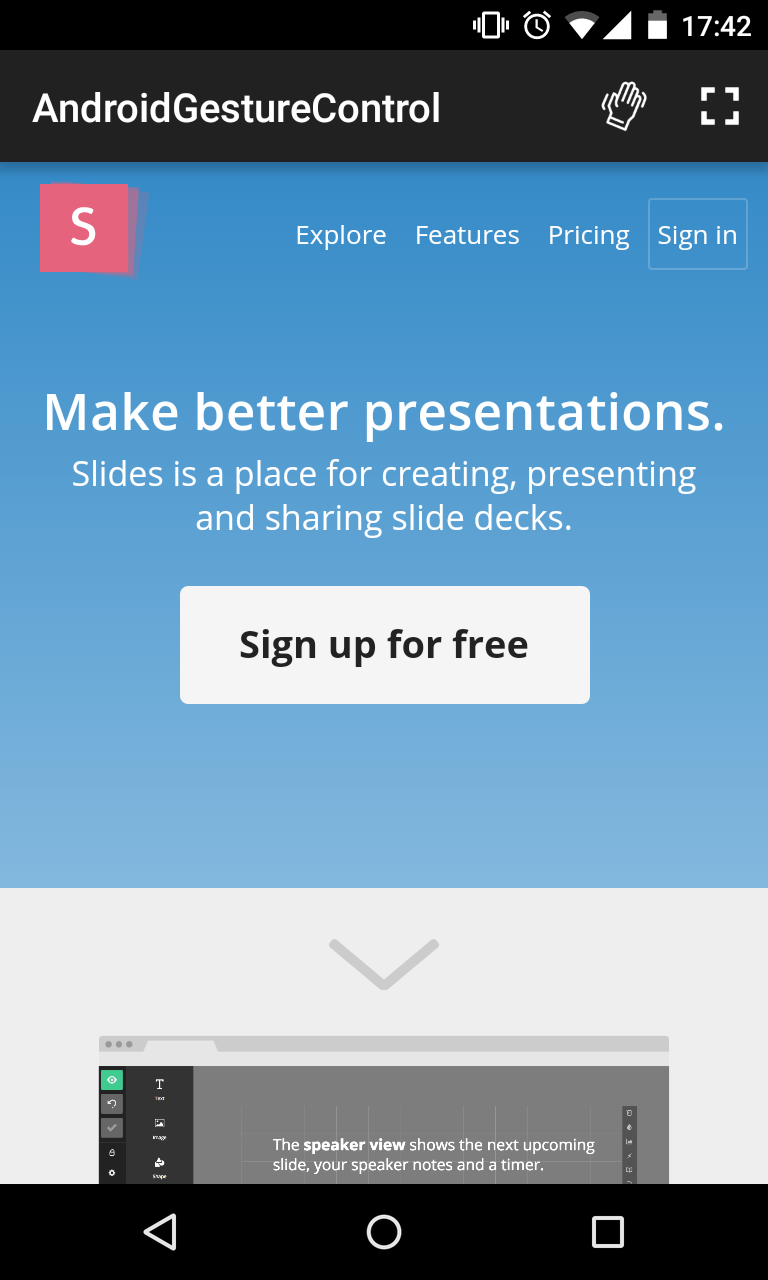 17:42
AndroidGestureControl
S
Explore Features Pricing Sign in
Make better presentations.
Slides is a place for creating, presenting
and sharing slide decks.
Sign up for free
T
Text
Image
Shape
The speaker view shows the next upcoming
slide, your speaker notes and a timer.